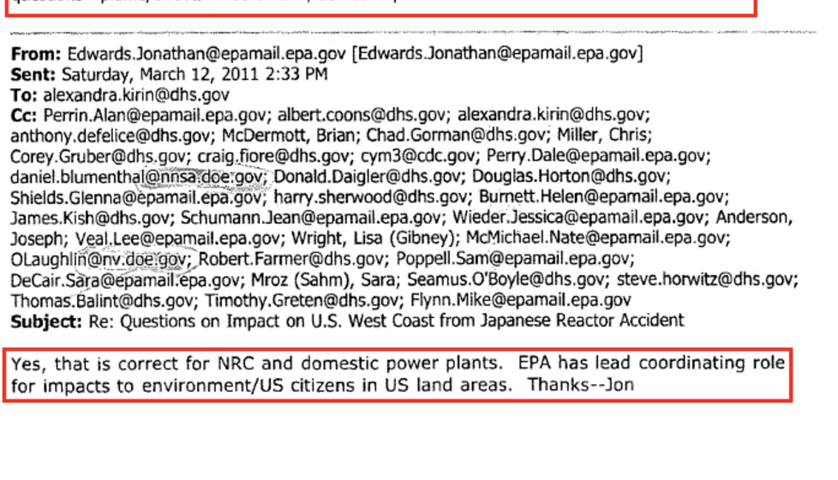 From: Edwards.Jonathan@epamail.epa.gov [Edwards.Jonathan@epamail.epa.gov]
Sent: Saturday, March 12, 2011 2:33 PM
To: alexandra.kirin@dhs.gov
Cc: Perrin.Alan@epamail.epa.gov; albert.coons@dhs.gov; alexandra.kirin@dhs.gov;
anthony.defelice@dhs.gov; McDermott, Brian; Chad.Gorman@dhs.gov; Miller, Chris;
Corey.Gruber@dhs.gov; craig.fiore@dhs.gov; cym3@cdc.gov; Perry.Dale@epamail.epa.gov;
daniel.blumenthal@nnsa.doe.gov; Donald.Daigler@dhs.gov; Douglas.Horton@dhs.gov;
Shields.Glenna@epamail.epa.gov; harry.sherwood@dhs.gov; Burnett.Helen@epamail.epa.gov;
James.Kish@dhs.gov; Schumann.Jean@epamail.epa.gov; Wieder.Jessica@epamail.epa.gov; Anderson,
Joseph; Veal.Lee@epamail.epa.gov; Wright, Lisa (Gibney); McMichael.Nate@epamail.epa.gov;
OLaughlin@nv.doe.gov; Robert.Farmer@dhs.gov; Poppell.Sam@epamail.epa.gov;
DeCair.Sara@epamail.epa.gov; Mroz (Sahm), Sara; Seamus.O'Boyle@dhs.gov; steve.horwitz@dhs.gov;
Thomas.Balint@dhs.gov; Timothy.Greten@dhs.gov; Flynn.Mike@epamail.epa.gov
Subject: Re: Questions on Impact on U.S. West Coast from Japanese Reactor Accident
Yes, that is correct for NRC and domestic power plants. EPA has lead coordinating role
for impacts to environment/US citizens in US land areas. Thanks--Jon